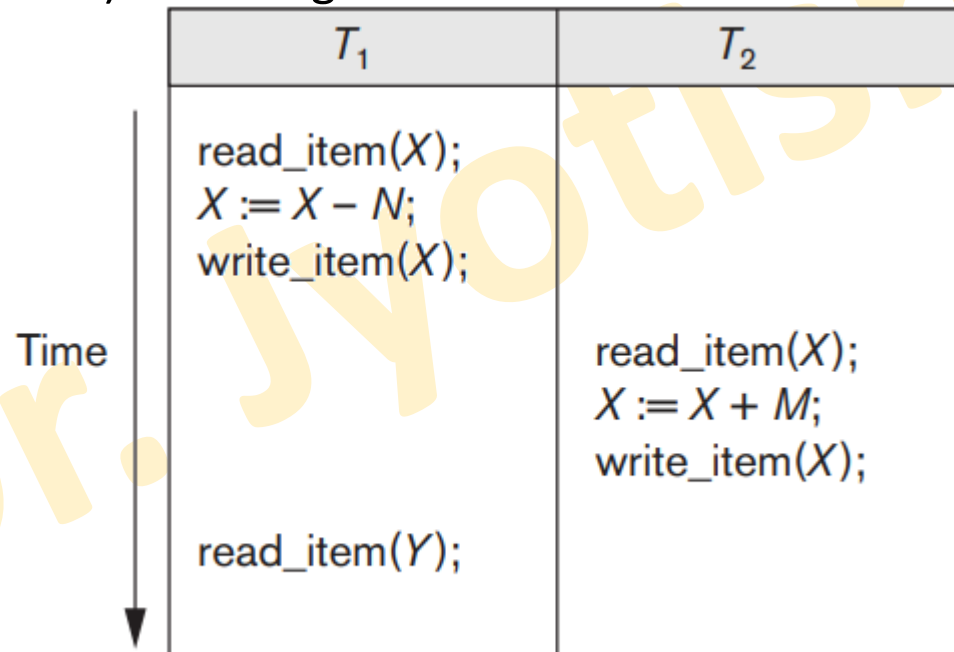 T₁ T₂
read_item(X);
X := X – N;
write_item(X);
Time
read_item(X);
X := X + M;
write_item(X);
read_item(Y);